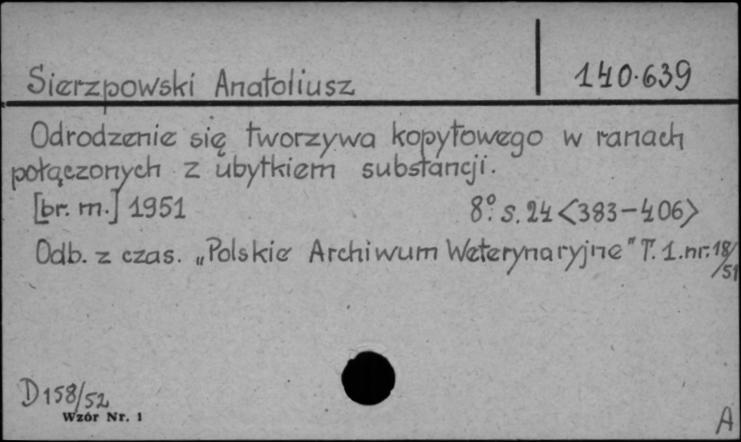 Sierzpowski Anatoliusz 140.639
Odrodzenie się tworzywa kopytowego w ranach
połączonych z ubytkiem substancji.
[br. m.] 1951 8° s. 24 <383-406>
Odb. z czas. „Polskie Archiwum Weterynaryjne" T. 1. nr. 18/51
D 158/52
Wzór Nr. 1
A